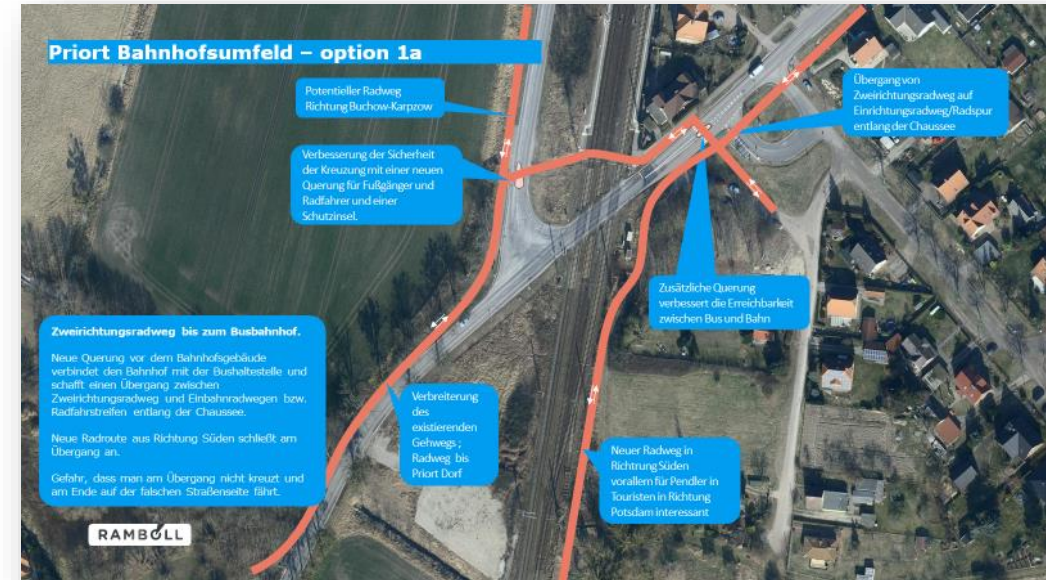 Priort Bahnhofsumfeld – option 1a
Potentieller Radweg
Richtung Buchow-Karpzow
Verbesserung der Sicherheit
der Kreuzung mit einer neuen
Querung für Fußgänger und
Radfahrer und einer
Schutzinsel.
Übergang von
Zweirichtungsradweg auf
Einrichtungsradweg/Radspur
entlang der Chaussee
Zusätzliche Querung
verbessert die Erreichbarkeit
zwischen Bus und Bahn
Zweirichtungsradweg bis zum Busbahnhof.
Neue Querung vor dem Bahnhofsgebäude
verbindet den Bahnhof mit der Bushaltestelle und
schafft einen Übergang zwischen
Zweirichtungsradweg und Einbahnradwegen bzw.
Radfahrstreifen entlang der Chaussee.
Neue Radroute aus Richtung Süden schließt am
Übergang an.
Gefahr, dass man am Übergang nicht kreuzt und
am Ende auf der falschen Straßenseite fährt.
Verbreiterung
des
existierenden
Gehwegs ;
Radweg bis
Priort Dorf
Neuer Radweg in
Richtrung Süden
vorallem für Pendler in
Touristen in Richtung
Potsdam interessant
RAMBOLL